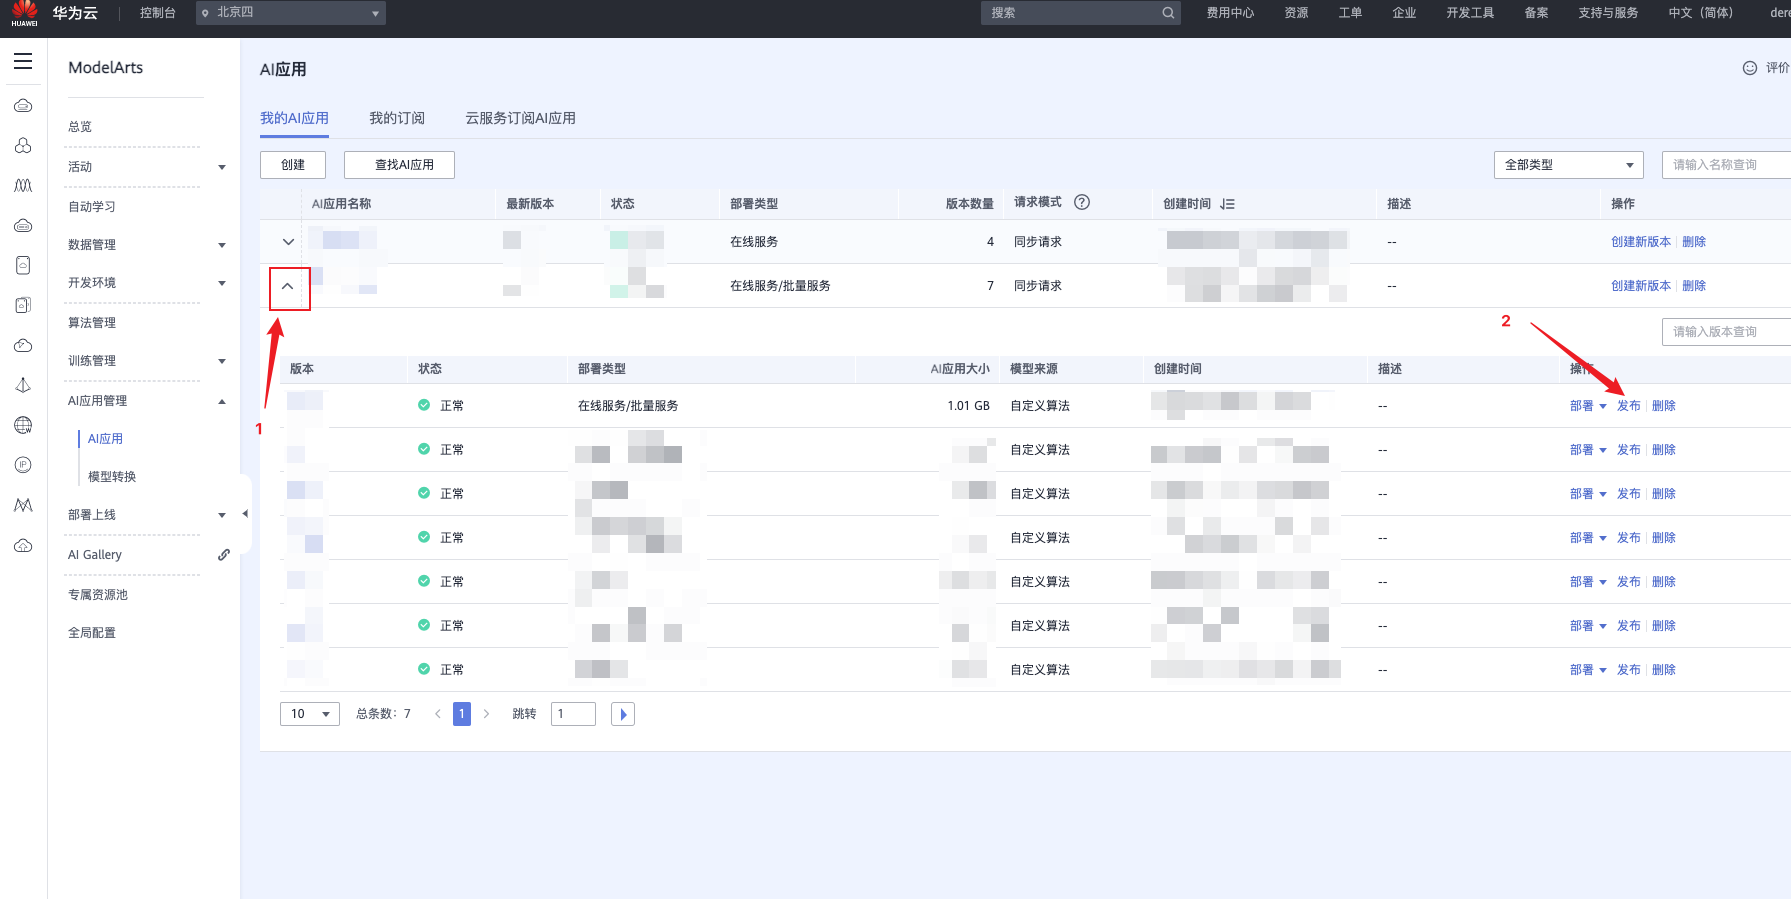 HUAWEI 华为云 控制台 北京四 搜索 费用中心 资源 工单 企业 开发工具 备案 支持与服务 中文（简体） dere
ModelArts
总览
活动
自动学习
数据管理
开发环境
算法管理
训练管理
AI应用管理
AI应用
模型转换
部署上线
AI Gallery
专属资源池
全局配置
AI应用
评价
我的AI应用 我的订阅 云服务订阅AI应用
创建 查找AI应用 全部类型 请输入名称查询
AI应用名称 最新版本 状态 部署类型 版本数量 请求模式 ? 创建时间 描述 操作
在线服务 4 同步请求 -- 创建新版本 删除
在线服务/批量服务 7 同步请求 -- 创建新版本 删除
2
请输入版本查询
版本 状态 部署类型 AI应用大小 模型来源 创建时间 描述 操作
正常 在线服务/批量服务 1.01 GB 自定义算法 -- 部署 发布 删除
1
正常 自定义算法 -- 部署 发布 删除
正常 自定义算法 -- 部署 发布 删除
正常 自定义算法 -- 部署 发布 删除
正常 自定义算法 -- 部署 发布 删除
正常 自定义算法 -- 部署 发布 删除
正常 自定义算法 -- 部署 发布 删除
10 总条数：7 < 1 > 跳转 1